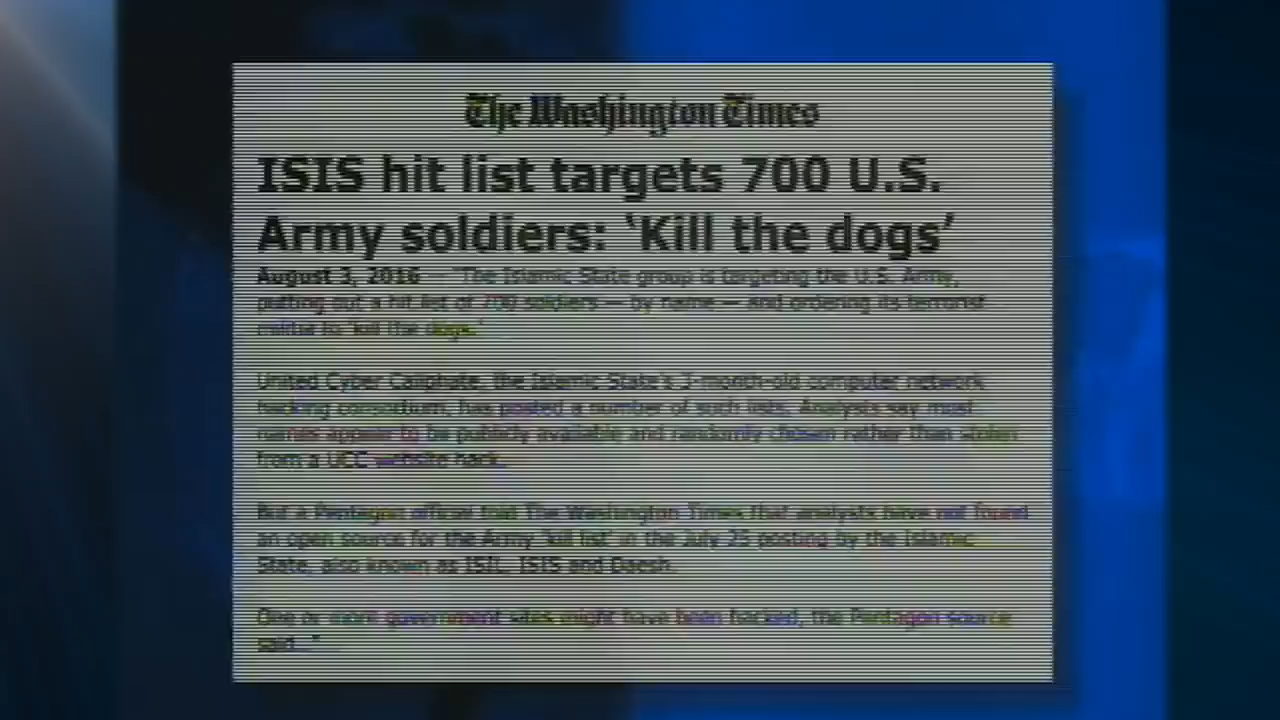 The Washington Times
ISIS hit list targets 700 U.S.
Army soldiers: 'Kill the dogs'
August 3, 2016 — "The Islamic State group is targeting the U.S. Army,
putting out a hit list of 700 soldiers — by name — and ordering its terrorist
militia to 'kill the dogs.'
United Cyber Caliphate, the Islamic State's 3-month-old computer network
hacking consortium, has posted a number of such lists. Analysts say most
names appear to be publicly available and randomly chosen rather than stolen
from a UCC website hack.
But a Pentagon official told The Washington Times that analysts have not found
an open source for the Army "kill list" in the July 25 posting by the Islamic
State, also known as ISIL, ISIS and Daesh.
One or more government sites might have been hacked, the Pentagon source
said..."